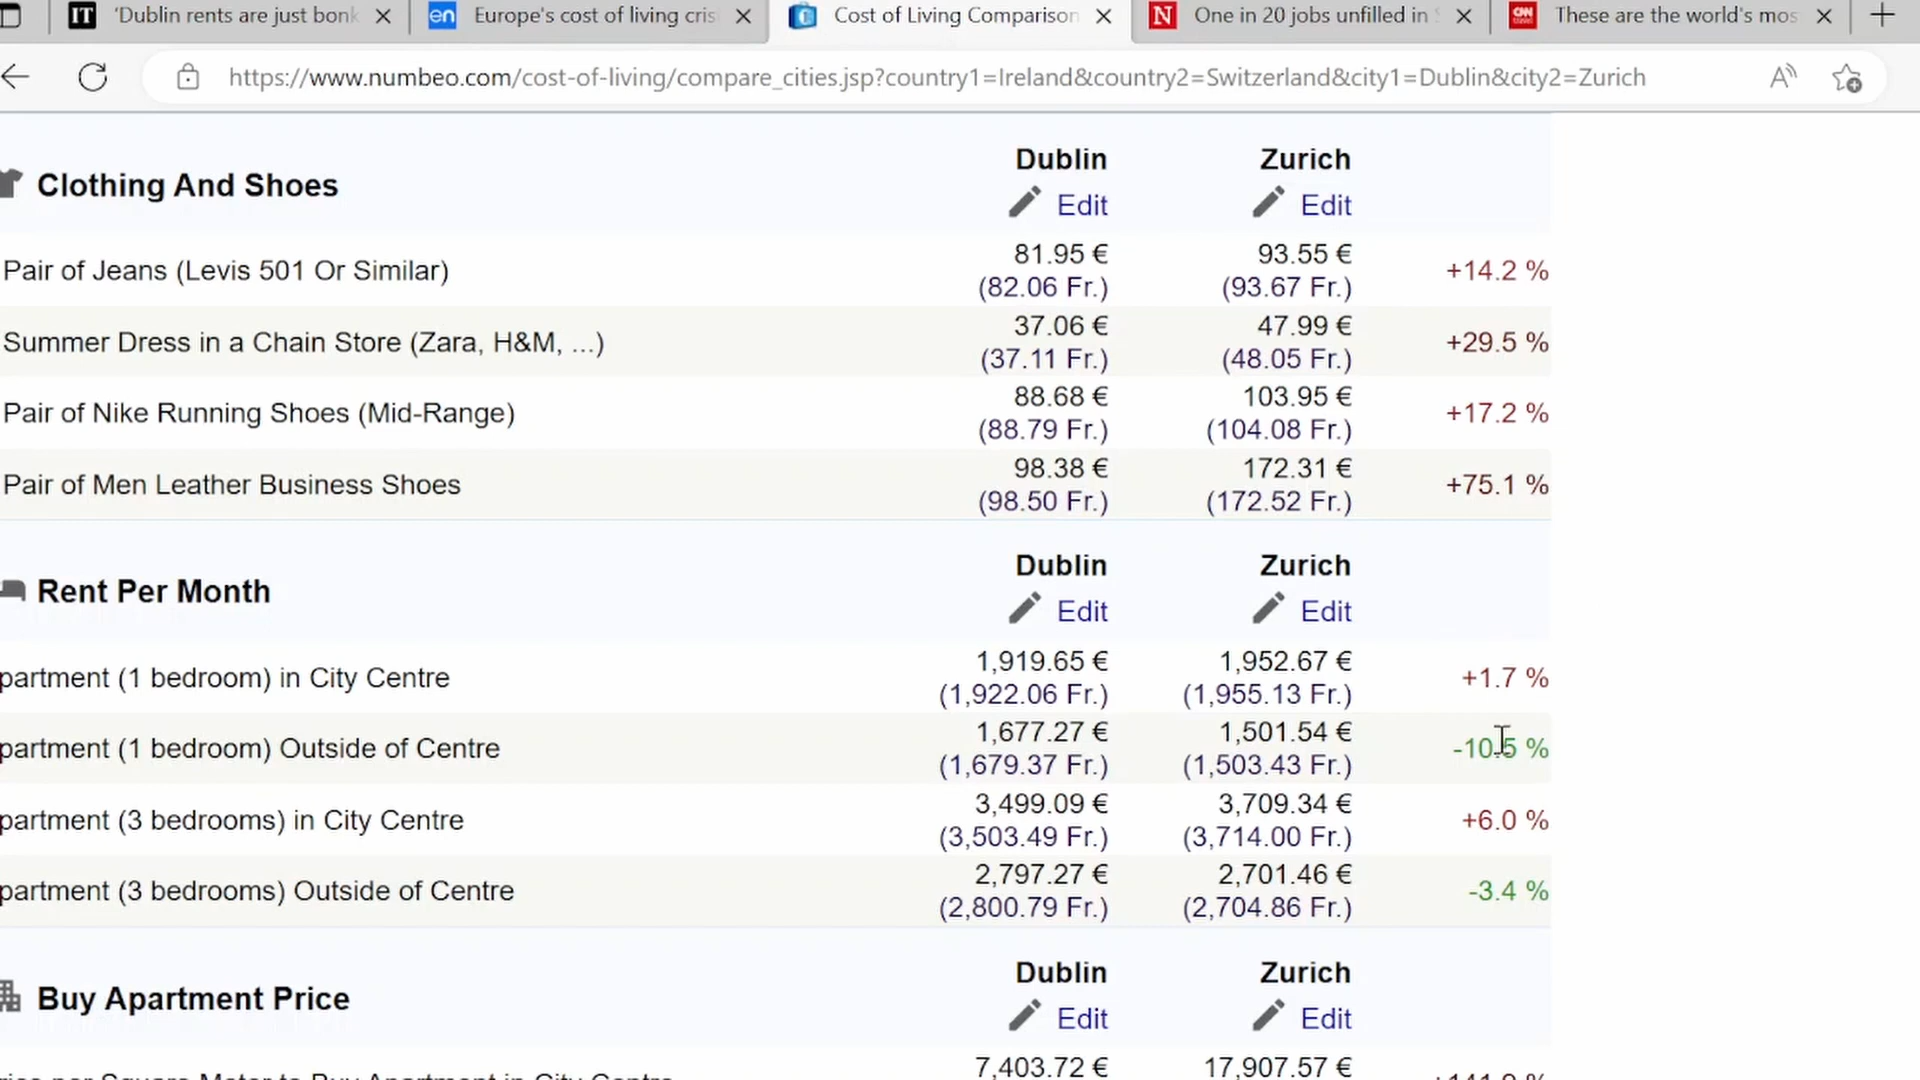 'Dublin rents are just bonk
en Europe's cost of living cris
Cost of Living Comparison
N One in 20 jobs unfilled in
CNN These are the world's mos
https://www.numbeo.com/cost-of-living/compare_cities.jsp?country1=Ireland&country2=Switzerland&city1=Dublin&city2=Zurich
Clothing And Shoes Dublin Zurich
Edit Edit
Pair of Jeans (Levis 501 Or Similar) 81.95 € 93.55 € +14.2 %
(82.06 Fr.) (93.67 Fr.)
Summer Dress in a Chain Store (Zara, H&M, ...) 37.06 € 47.99 € +29.5 %
(37.11 Fr.) (48.05 Fr.)
Pair of Nike Running Shoes (Mid-Range) 88.68 € 103.95 € +17.2 %
(88.79 Fr.) (104.08 Fr.)
Pair of Men Leather Business Shoes 98.38 € 172.31 € +75.1 %
(98.50 Fr.) (172.52 Fr.)
Rent Per Month Dublin Zurich
Edit Edit
partment (1 bedroom) in City Centre 1,919.65 € 1,952.67 € +1.7 %
(1,922.06 Fr.) (1,955.13 Fr.)
partment (1 bedroom) Outside of Centre 1,677.27 € 1,501.54 € -10.5 %
(1,679.37 Fr.) (1,503.43 Fr.)
partment (3 bedrooms) in City Centre 3,499.09 € 3,709.34 € +6.0 %
(3,503.49 Fr.) (3,714.00 Fr.)
partment (3 bedrooms) Outside of Centre 2,797.27 € 2,701.46 € -3.4 %
(2,800.79 Fr.) (2,704.86 Fr.)
Buy Apartment Price Dublin Zurich
Edit Edit
7,403.72 € 17,907.57 €
per Square Meter to Buy Apartment in City Centre